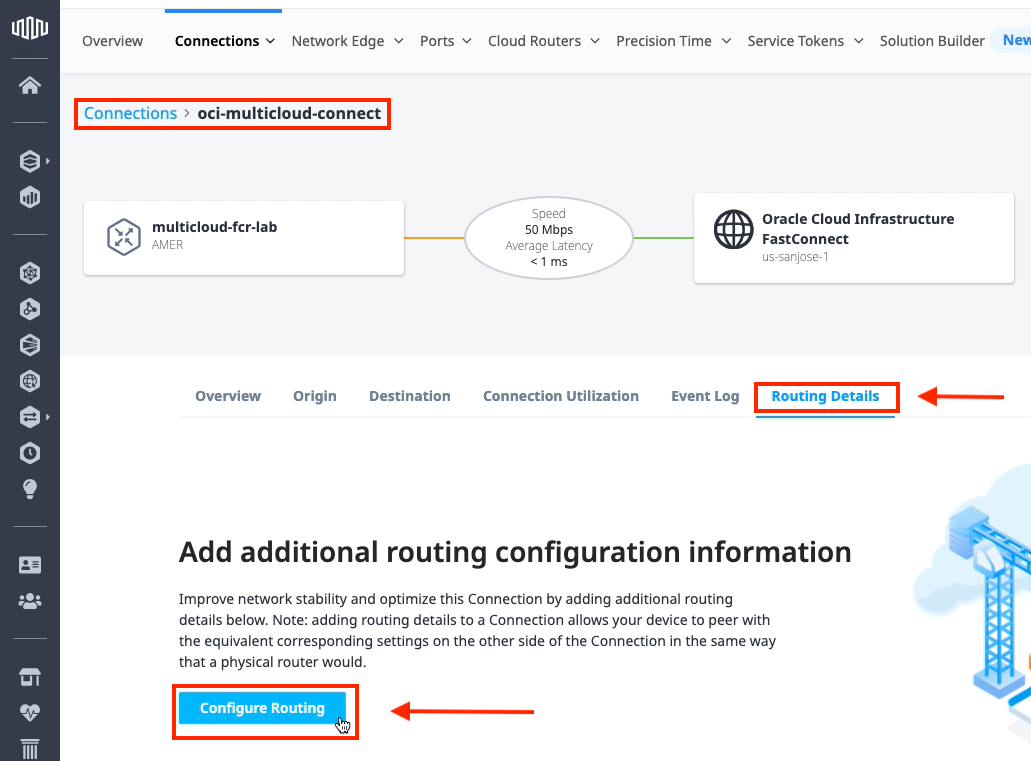 Overview Connections Network Edge Ports Cloud Routers Precision Time Service Tokens Solution Builder New
Connections > oci-multicloud-connect
multicloud-fcr-lab
AMER
Speed
50 Mbps
Average Latency
< 1 ms
Oracle Cloud Infrastructure
FastConnect
us-sanjose-1
Overview Origin Destination Connection Utilization Event Log Routing Details
Add additional routing configuration information
Improve network stability and optimize this Connection by adding additional routing
details below. Note: adding routing details to a Connection allows your device to peer with
the equivalent corresponding settings on the other side of the Connection in the same way
that a physical router would.
Configure Routing